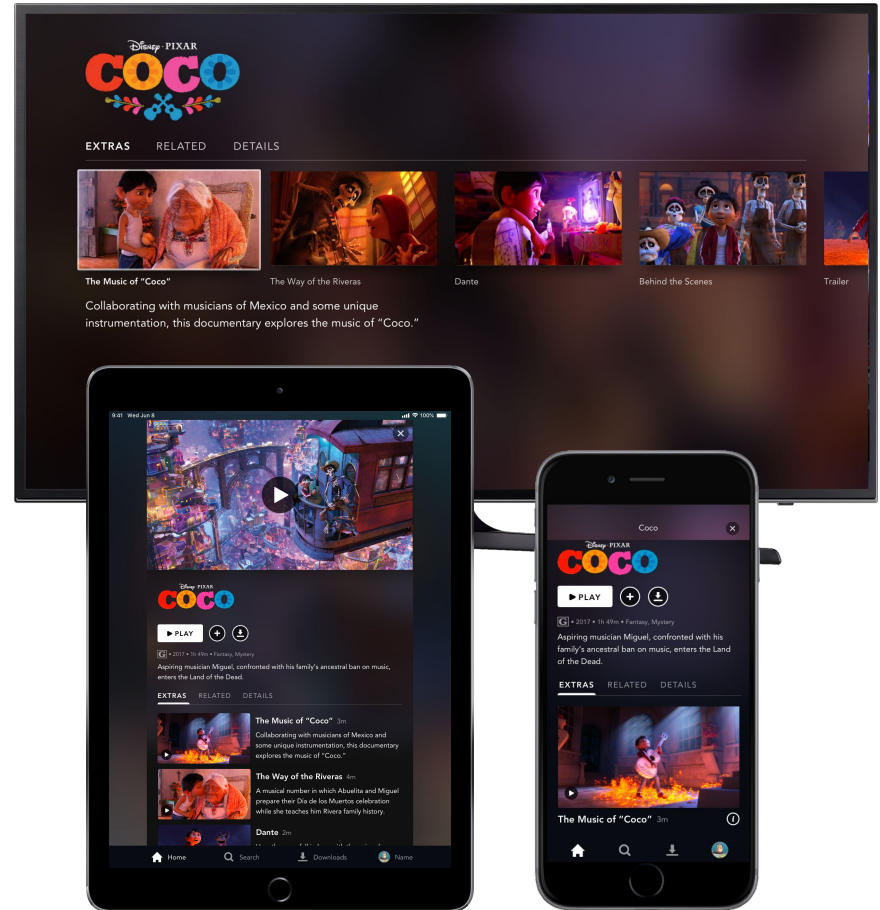 Disney · PIXAR
COCO
EXTRAS RELATED DETAILS
The Music of “Coco” The Way of the Riveras Dante Behind the Scenes Trailer
Collaborating with musicians of Mexico and some unique
instrumentation, this documentary explores the music of “Coco.”
9:41 Wed Jun 8 100%
Disney PIXAR
COCO
PLAY
G • 2017 • 1h 49m • Fantasy, Mystery
Aspiring musician Miguel, confronted with his family’s ancestral ban on music,
enters the Land of the Dead.
EXTRAS RELATED DETAILS
The Music of “Coco” 3m
Collaborating with musicians of Mexico and
some unique instrumentation, this documentary
explores the music of “Coco.”
The Way of the Riveras 4m
A musical number in which Abuelita and Miguel
prepare their Día de los Muertos celebration
while she teaches him Rivera family history.
Dante 2m
Home Search Downloads Name
Coco
Disney · PIXAR
COCO
PLAY
G • 2017 • 1h 49m • Fantasy, Mystery
Aspiring musician Miguel, confronted with his
family’s ancestral ban on music, enters the Land
of the Dead.
EXTRAS RELATED DETAILS
The Music of “Coco” 3m